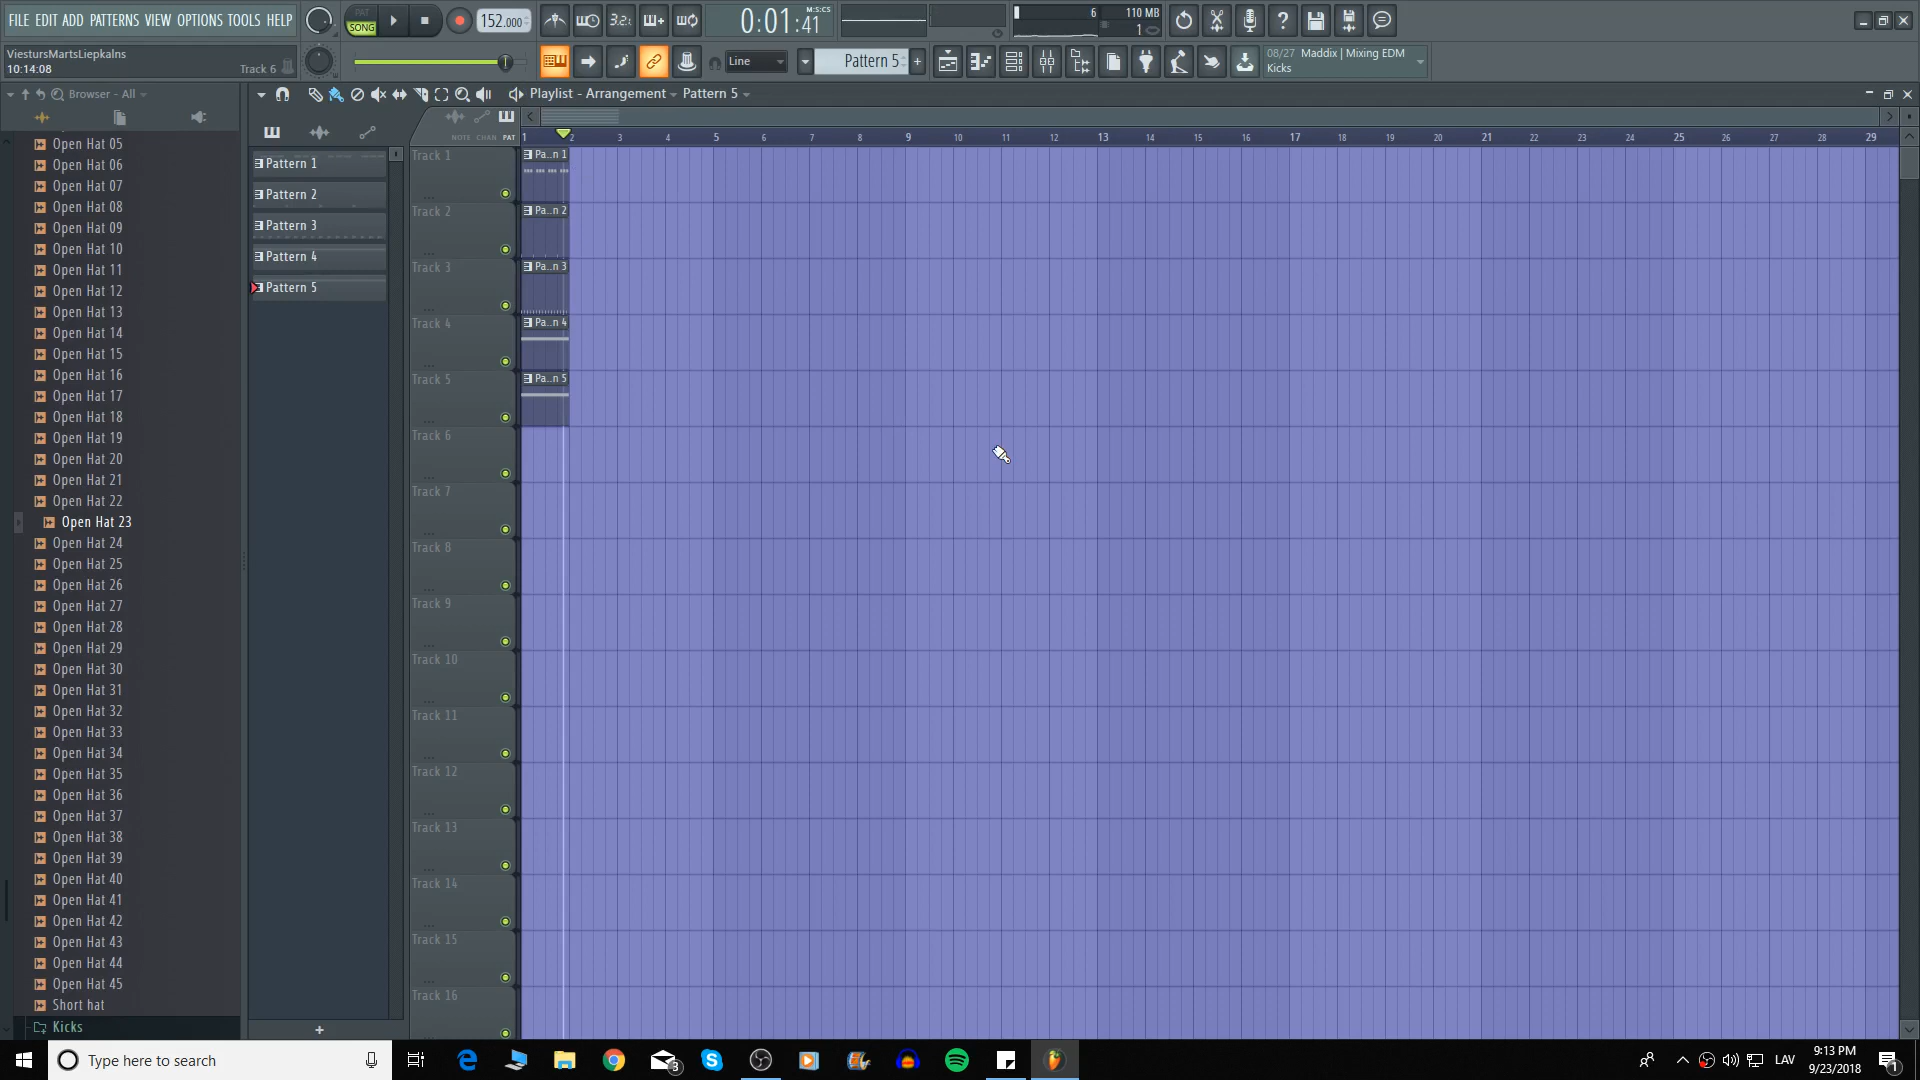 FILE EDIT ADD PATTERNS VIEW OPTIONS TOOLS HELP
PAT
SONG
152.000
3.2.
0:01:41
M:S:CS
6
110 MB
1
ViestursMartsLiepkalns
10:14:08
Track 6
Line
Pattern 5
08/27 Maddix | Mixing EDM
Kicks
Browser - All
Playlist - Arrangement
Pattern 5
NOTE CHAN PAT
1 2 3 4 5 6 7 8 9 10 11 12 13 14 15 16 17 18 19 20 21 22 23 24 25 26 27 28 29
Open Hat 05
Open Hat 06
Open Hat 07
Open Hat 08
Open Hat 09
Open Hat 10
Open Hat 11
Open Hat 12
Open Hat 13
Open Hat 14
Open Hat 15
Open Hat 16
Open Hat 17
Open Hat 18
Open Hat 19
Open Hat 20
Open Hat 21
Open Hat 22
Open Hat 23
Open Hat 24
Open Hat 25
Open Hat 26
Open Hat 27
Open Hat 28
Open Hat 29
Open Hat 30
Open Hat 31
Open Hat 32
Open Hat 33
Open Hat 34
Open Hat 35
Open Hat 36
Open Hat 37
Open Hat 38
Open Hat 39
Open Hat 40
Open Hat 41
Open Hat 42
Open Hat 43
Open Hat 44
Open Hat 45
Short hat
Kicks
Pattern 1
Pattern 2
Pattern 3
Pattern 4
Pattern 5
+
Track 1
Track 2
Track 3
Track 4
Track 5
Track 6
Track 7
Track 8
Track 9
Track 10
Track 11
Track 12
Track 13
Track 14
Track 15
Track 16
Pa...n 1
Pa...n 2
Pa...n 3
Pa...n 4
Pa...n 5
Type here to search
3
LAV
9:13 PM
9/23/2018
1